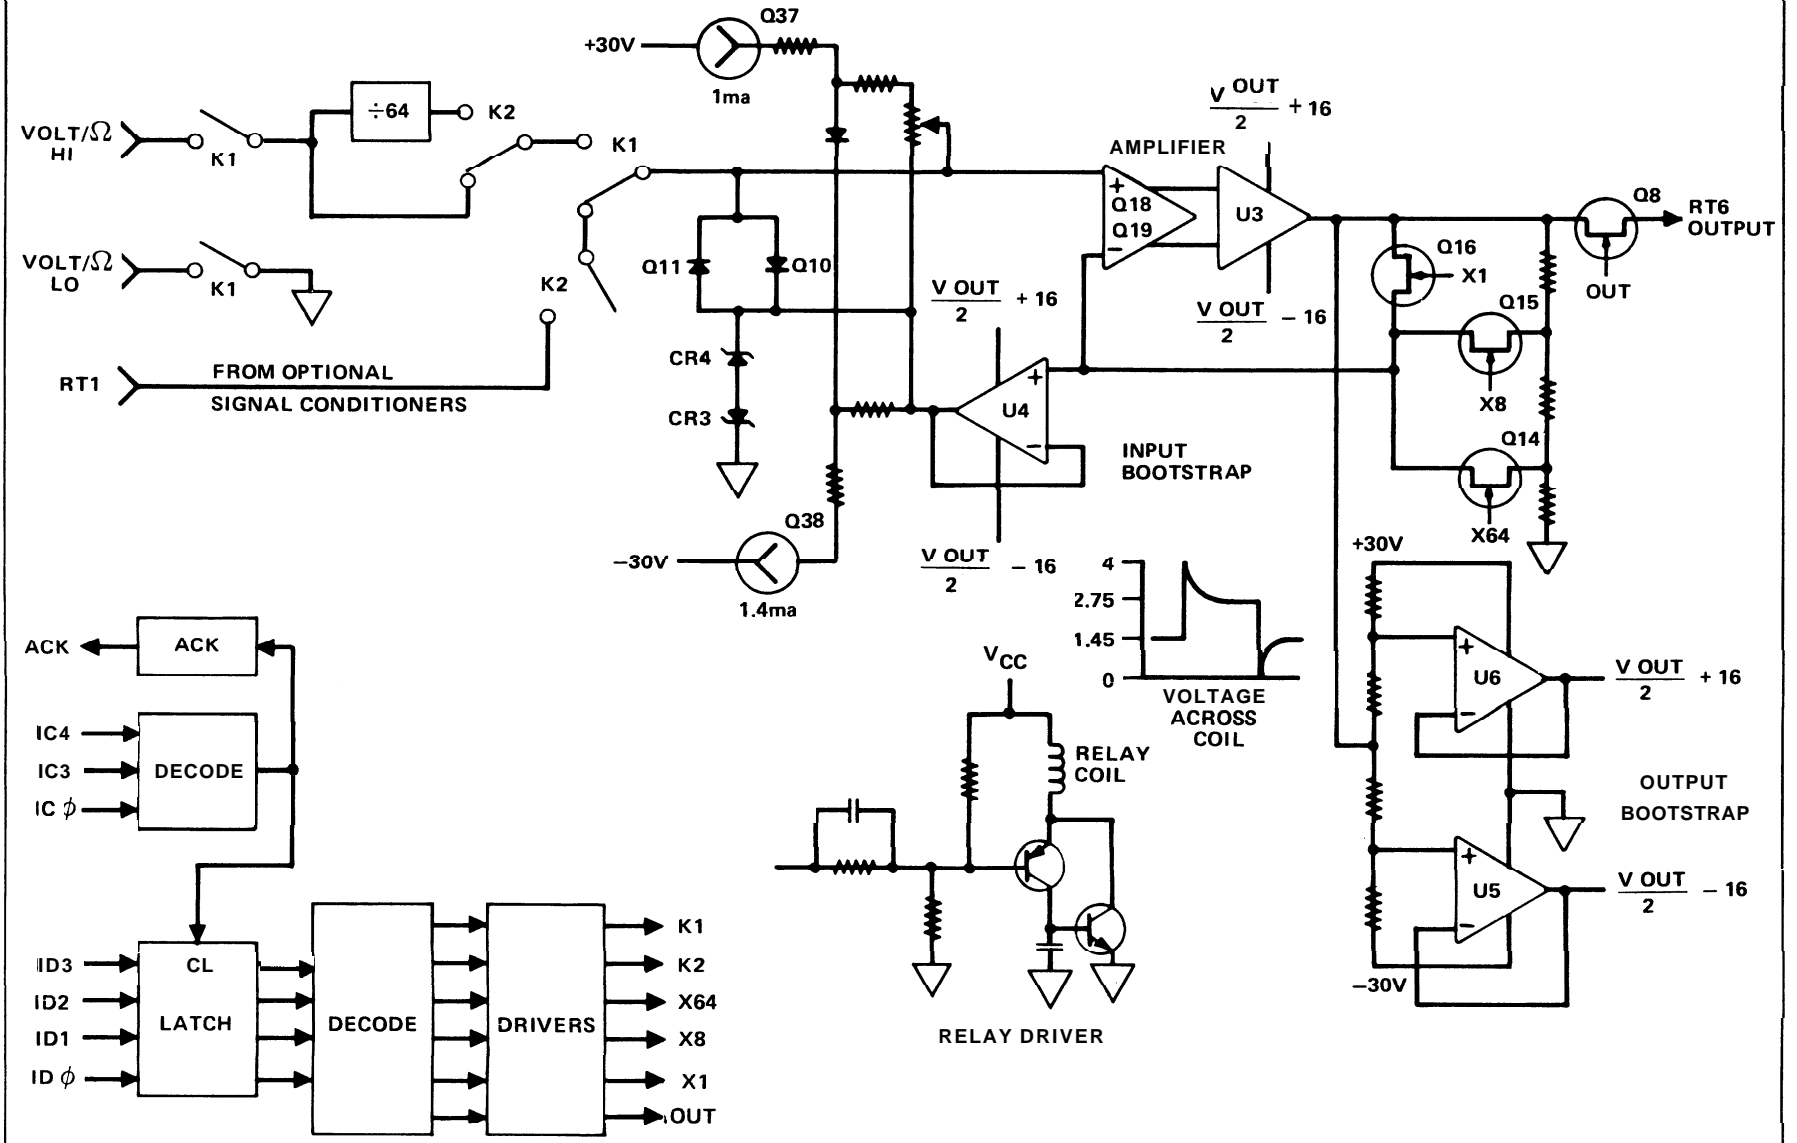 Q37
+30V
1ma
V OUT
2
+ 16
÷64
K2
VOLT/Ω
HI
K1
K1
AMPLIFIER
+
Q18
Q19
−
U3
Q8
RT6
OUTPUT
VOLT/Ω
LO
K1
K2
Q11
Q10
V OUT
2
+ 16
V OUT
2
− 16
Q16
X1
OUT
Q15
X8
RT1
FROM OPTIONAL
SIGNAL CONDITIONERS
CR4
CR3
+
U4
−
INPUT
BOOTSTRAP
Q14
X64
Q38
−30V
1.4ma
V OUT
2
− 16
4
2.75
1.45
0
VOLTAGE
ACROSS
COIL
+30V
+
U6
−
V OUT
2
+ 16
OUTPUT
BOOTSTRAP
+
U5
−
V OUT
2
− 16
−30V
ACK
ACK
IC4
IC3
IC ϕ
DECODE
VCC
RELAY
COIL
RELAY DRIVER
ID3
ID2
ID1
ID ϕ
CL
LATCH
DECODE
DRIVERS
K1
K2
X64
X8
X1
OUT